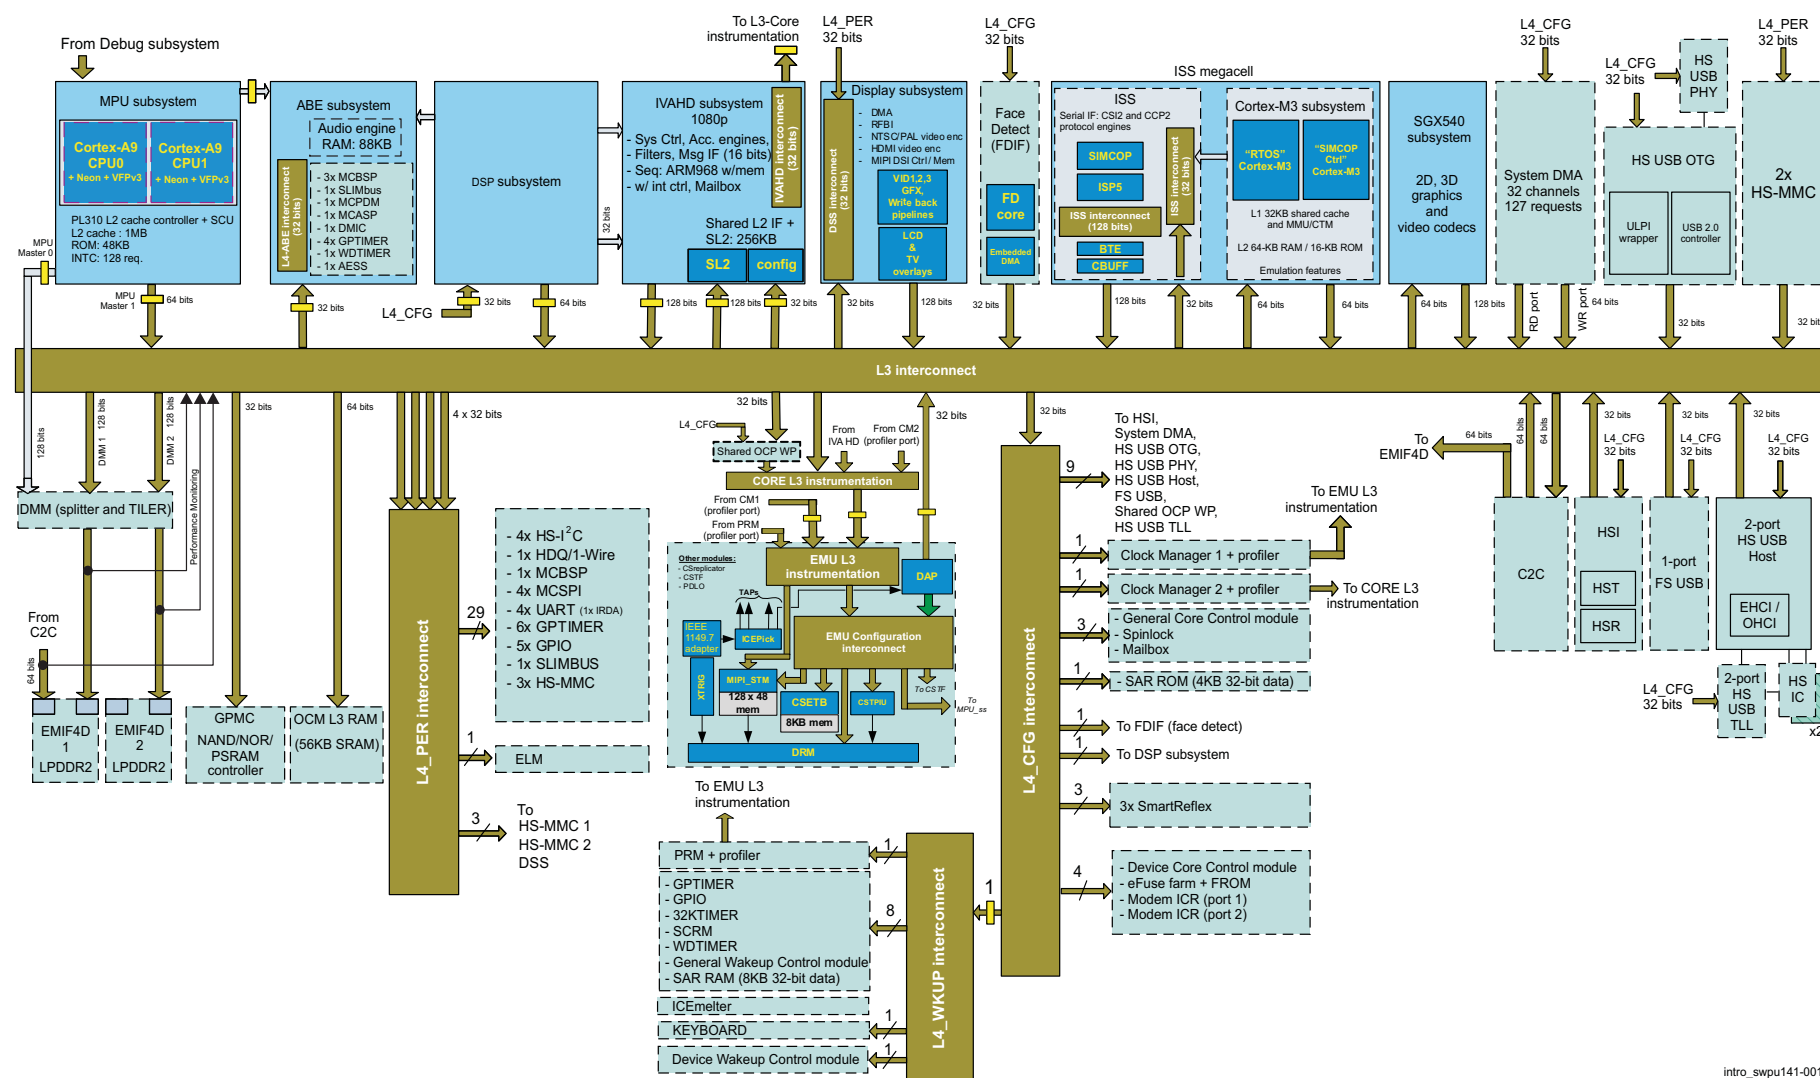 From Debug subsystem
MPU subsystem
Cortex-A9
CPU0
+ Neon + VFPv3
Cortex-A9
CPU1
+ Neon + VFPv3
PL310 L2 cache controller + SCU
L2 cache : 1MB
ROM: 48KB
INTC: 128 req.
MPU
Master 0
MPU
Master 1
64 bits
ABE subsystem
Audio engine
RAM: 88KB
L4-ABE interconnect
(32 bits)
- 3x MCBSP
- 1x SLIMbus
- 1x MCPDM
- 1x MCASP
- 1x DMIC
- 4x GPTIMER
- 1x WDTIMER
- 1x AESS
32 bits
DSP subsystem
L4_CFG
32 bits
64 bits
32 bits
To L3-Core
instrumentation
IVAHD subsystem
1080p
- Sys Ctrl, Acc. engines,
- Filters, Msg IF (16 bits)
- Seq: ARM968 w/mem
- w/ int ctrl, Mailbox
IVAHD interconnect
(32 bits)
Shared L2 IF +
SL2: 256KB
SL2
config
128 bits
128 bits
32 bits
L4_PER
32 bits
Display subsystem
- DMA
- RFBI
- NTSC/PAL video enc
- HDMI video enc
- MIPI DSI Ctrl / Mem
DSS interconnect
(32 bits)
VID1,2,3
GFX,
Write back
pipelines
LCD
&
TV
overlays
32 bits
128 bits
L4_CFG
32 bits
Face
Detect
(FDIF)
FD
core
Embedded
DMA
32 bits
ISS megacell
ISS
Serial IF: CSI2 and CCP2
protocol engines
SIMCOP
ISP5
ISS interconnect
(128 bits)
BTE
CBUFF
ISS interconnect
(32 bits)
Cortex-M3 subsystem
"RTOS"
Cortex-M3
"SIMCOP
Ctrl"
Cortex-M3
L1 32KB shared cache
and MMU/CTM
L2 64-KB RAM / 16-KB ROM
Emulation features
128 bits
32 bits
64 bits
64 bits
SGX540
subsystem
2D, 3D
graphics
and
video codecs
64 bits
128 bits
L4_CFG
32 bits
System DMA
32 channels
127 requests
RD port
WR port
64 bits
L4_CFG
32 bits
HS
USB
PHY
HS USB OTG
ULPI
wrapper
USB 2.0
controller
32 bits
L4_PER
32 bits
2x
HS-MMC
32 bit
L3 interconnect
128 bits
DMM 1 128 bits
DMM 2 128 bits
Performance Monitoring
DMM (splitter and TILER)
From
C2C
64 bits
EMIF4D
1
LPDDR2
EMIF4D
2
LPDDR2
32 bits
GPMC
NAND/NOR/
PSRAM
controller
64 bits
OCM L3 RAM
(56KB SRAM)
4 x 32 bits
L4_PER interconnect
29
- 4x HS-I2C
- 1x HDQ/1-Wire
- 1x MCBSP
- 4x MCSPI
- 4x UART (1x IRDA)
- 6x GPTIMER
- 5x GPIO
- 1x SLIMBUS
- 3x HS-MMC
1
ELM
3
To
HS-MMC 1
HS-MMC 2
DSS
32 bits
L4_CFG
Shared OCP WP
From
IVA HD
From CM2
(profiler port)
CORE L3 instrumentation
From CM1
(profiler port)
From PRM
(profiler port)
32 bits
Other modules:
- CSreplicator
- CSTF
- PDLO
EMU L3
instrumentation
DAP
TAPs
IEEE
1149.7
adapter
ICEPick
EMU Configuration
interconnect
XTRIG
MIPI_STM
128 x 48
mem
CSETB
8KB mem
CSTPIU
To CSTF
To
MPU_ss
DRM
To EMU L3
instrumentation
32 bits
L4_CFG interconnect
9
To HSI,
System DMA,
HS USB OTG,
HS USB PHY,
HS USB Host,
FS USB,
Shared OCP WP,
HS USB TLL
To EMU L3
instrumentation
1
Clock Manager 1 + profiler
1
Clock Manager 2 + profiler
To CORE L3
instrumentation
3
- General Core Control module
- Spinlock
- Mailbox
1
- SAR ROM (4KB 32-bit data)
1
To FDIF (face detect)
1
To DSP subsystem
3
3x SmartReflex
4
- Device Core Control module
- eFuse farm + FROM
- Modem ICR (port 1)
- Modem ICR (port 2)
1
L4_WKUP interconnect
1
PRM + profiler
8
- GPTIMER
- GPIO
- 32KTIMER
- SCRM
- WDTIMER
- General Wakeup Control module
- SAR RAM (8KB 32-bit data)
ICEmelter
1
KEYBOARD
1
Device Wakeup Control module
To
EMIF4D
64 bits
64 bits
64 bits
C2C
32 bits
L4_CFG
32 bits
HSI
HST
HSR
32 bits
L4_CFG
32 bits
1-port
FS USB
32 bits
L4_CFG
32 bits
2-port
HS USB
Host
EHCI /
OHCI
L4_CFG
32 bits
2-port
HS
USB
TLL
HS
IC
x2
intro_swpu141-001